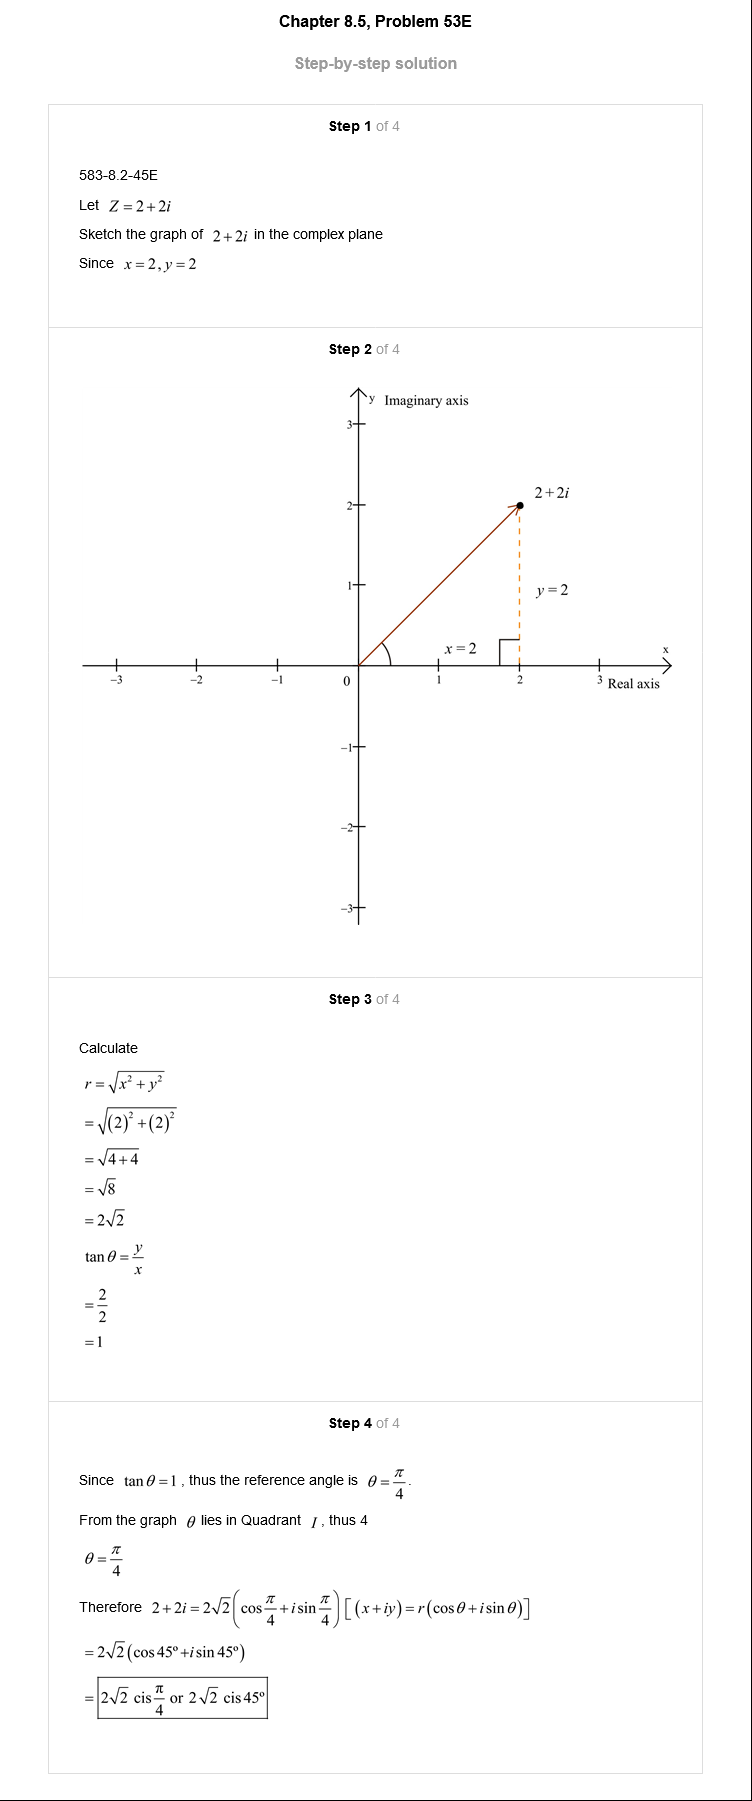 Chapter 8.5, Problem 53E
Step-by-step solution
Step 1 of 4
583-8.2-45E
Let Z = 2 + 2i
Sketch the graph of 2 + 2i in the complex plane
Since x = 2, y = 2
Step 2 of 4
y Imaginary axis
3
2
2 + 2i
1
y = 2
x = 2
x
−3 −2 −1 0 1 2 3 Real axis
−1
−2
−3
Step 3 of 4
Calculate
r = √(x² + y²)
= √((2)² + (2)²)
= √(4 + 4)
= √8
= 2√2
tan θ = y/x
= 2/2
= 1
Step 4 of 4
Since tan θ = 1 , thus the reference angle is θ = π/4 .
From the graph θ lies in Quadrant I , thus 4
θ = π/4
Therefore 2 + 2i = 2√2 (cos π/4 + i sin π/4) [(x + iy) = r(cos θ + i sin θ)]
= 2√2 (cos 45° + i sin 45°)
= 2√2 cis π/4 or 2√2 cis 45°